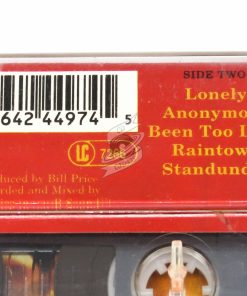 642 44974 5
SIDE TWO
Lonely
Anonymo
Been Too L
LC 7266
Raintow
Standund
duced by Bill Price
rded and Mixed by